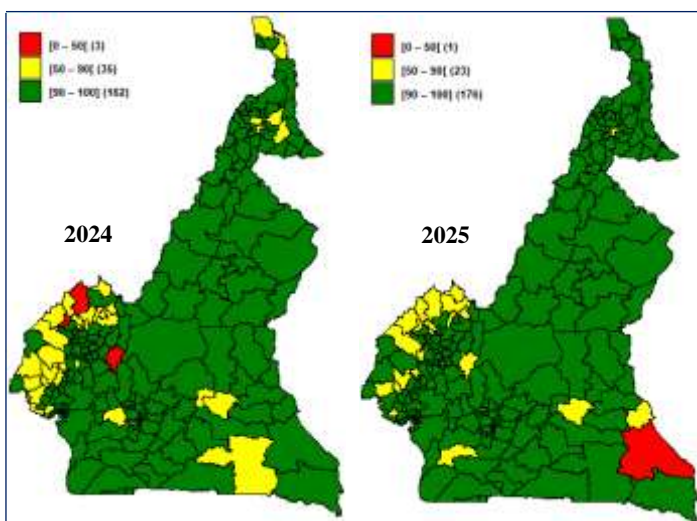 [0 – 50[ (3)
[50 – 90[ (35)
[90 – 100] (162)
2024
[0 – 50[ (1)
[50 – 90[ (23)
[90 – 100] (176)
2025